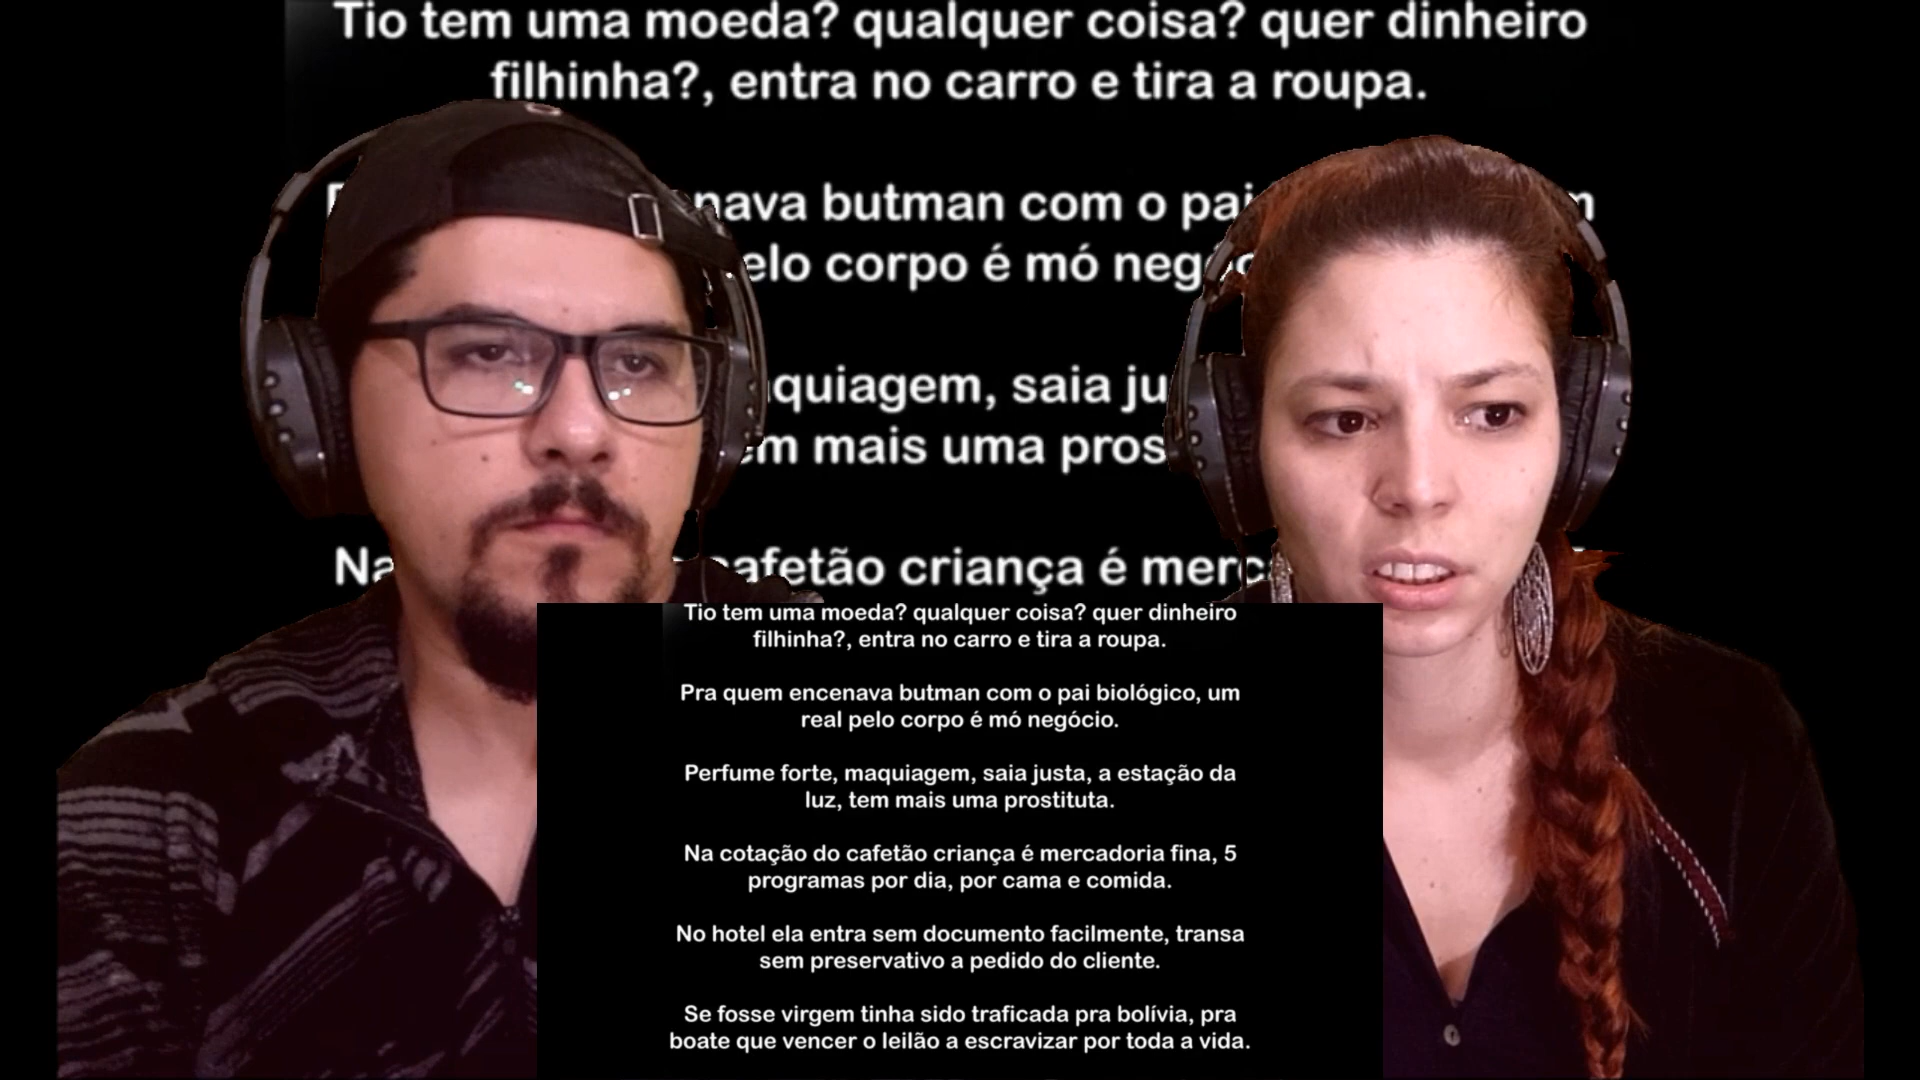 Tio tem uma moeda? qualquer coisa? quer dinheiro
filhinha?, entra no carro e tira a roupa.
butman com o
corpo é mó
saia
mais uma
cafetão criança é
Tio tem uma moeda? qualquer coisa? quer dinheiro
filhinha?, entra no carro e tira a roupa.
Pra quem encenava butman com o pai biológico, um
real pelo corpo é mó negócio.
Perfume forte, maquiagem, saia justa, a estação da
luz, tem mais uma prostituta.
Na cotação do cafetão criança é mercadoria fina, 5
programas por dia, por cama e comida.
No hotel ela entra sem documento facilmente, transa
sem preservativo a pedido do cliente.
Se fosse virgem tinha sido traficada pra bolívia, pra
boate que vencer o leilão a escravizar por toda a vida.